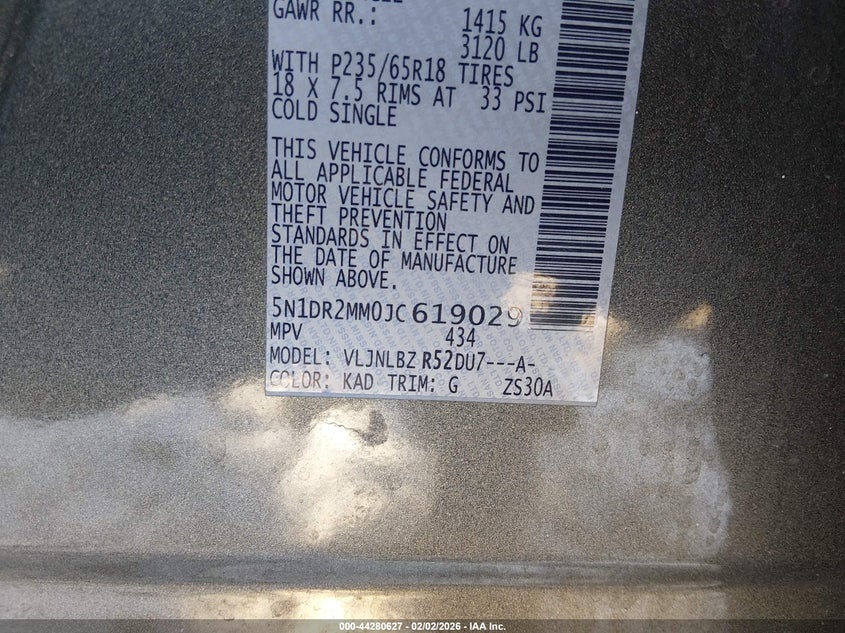 GAWR RR.: 1415 KG
3120 LB
WITH P235/65R18 TIRES
18 X 7.5 RIMS AT 33 PSI
COLD SINGLE
THIS VEHICLE CONFORMS TO
ALL APPLICABLE FEDERAL
MOTOR VEHICLE SAFETY AND
THEFT PREVENTION
STANDARDS IN EFFECT ON
THE DATE OF MANUFACTURE
SHOWN ABOVE.
5N1DR2MM0JC619029
MPV 434
MODEL: VLJNLBZ R52DU7---A-
COLOR: KAD TRIM: G ZS30A
000-44280627 - 02/02/2026 - IAA Inc.